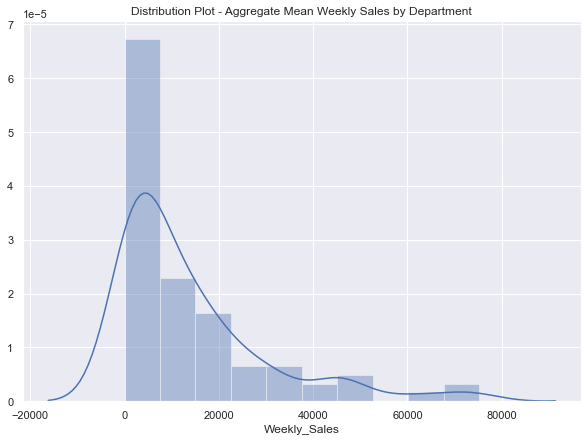 Distribution Plot - Aggregate Mean Weekly Sales by Department
1e−5
7
6
5
4
3
2
1
0
−20000 0 20000 40000 60000 80000
Weekly_Sales